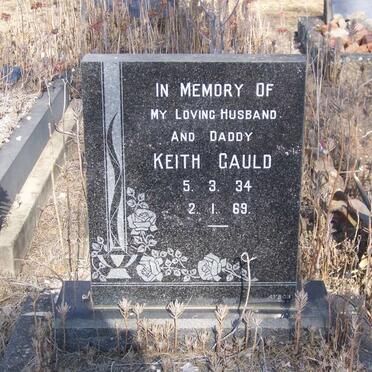 IN MEMORY OF
MY LOVING HUSBAND
AND DADDY
KEITH GAULD
5. 3. 34
2. 1. 69.